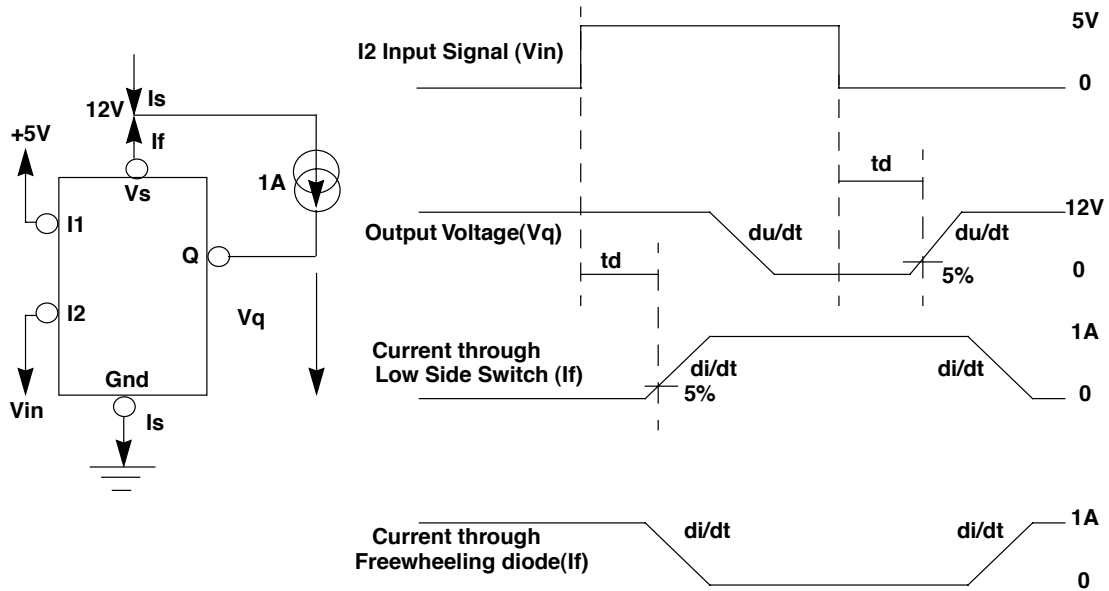 Is
12V
If
+5V
Vs
1A
I1
Q
I2
Vq
Gnd
Vin
Is
I2 Input Signal (Vin)
5V
0
td
Output Voltage(Vq)
du/dt
du/dt
12V
0
td
5%
Current through
Low Side Switch (If)
di/dt
di/dt
5%
1A
0
Current through
Freewheeling diode(If)
di/dt
di/dt
1A
0